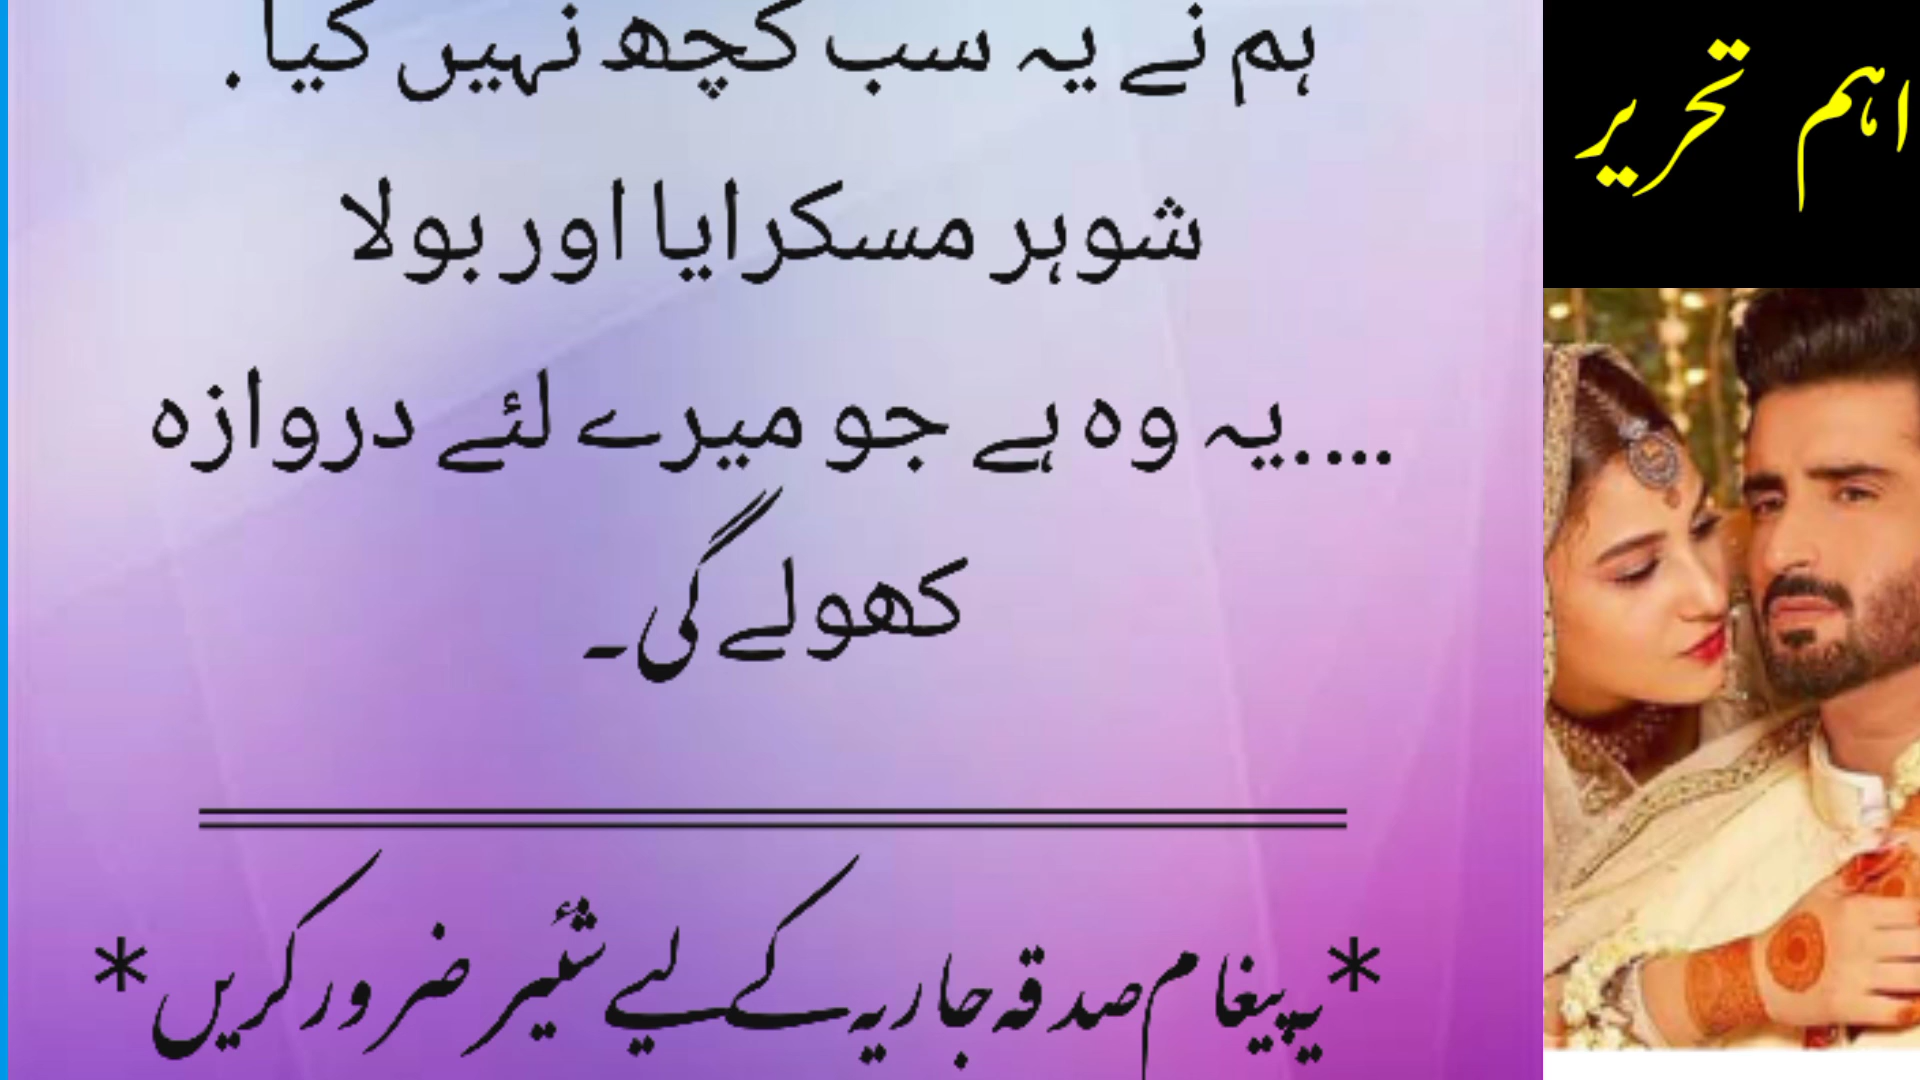 ہم نے یہ سب کچھ نہیں کیا .
شوہر مسکرایا اور بولا
....یہ وہ ہے جو میرے لئے دروازہ
کھولے گی۔
*یہ پیغام صدقہ جاریہ کے لیے شئیر ضرور کریں*
اہم تحریر